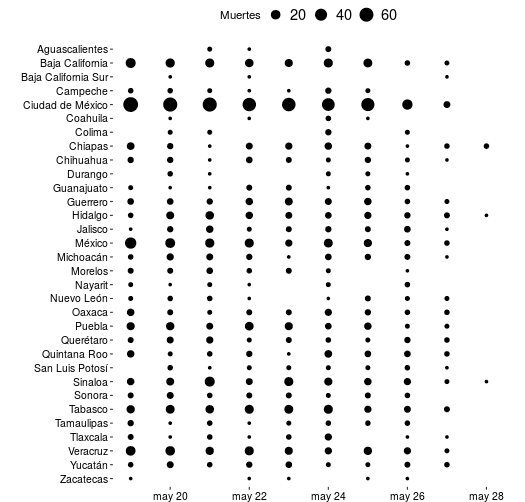 Muertes 20 40 60
Aguascalientes
Baja California
Baja California Sur
Campeche
Ciudad de México
Coahuila
Colima
Chiapas
Chihuahua
Durango
Guanajuato
Guerrero
Hidalgo
Jalisco
México
Michoacán
Morelos
Nayarit
Nuevo León
Oaxaca
Puebla
Querétaro
Quintana Roo
San Luis Potosí
Sinaloa
Sonora
Tabasco
Tamaulipas
Tlaxcala
Veracruz
Yucatán
Zacatecas
may 20 may 22 may 24 may 26 may 28